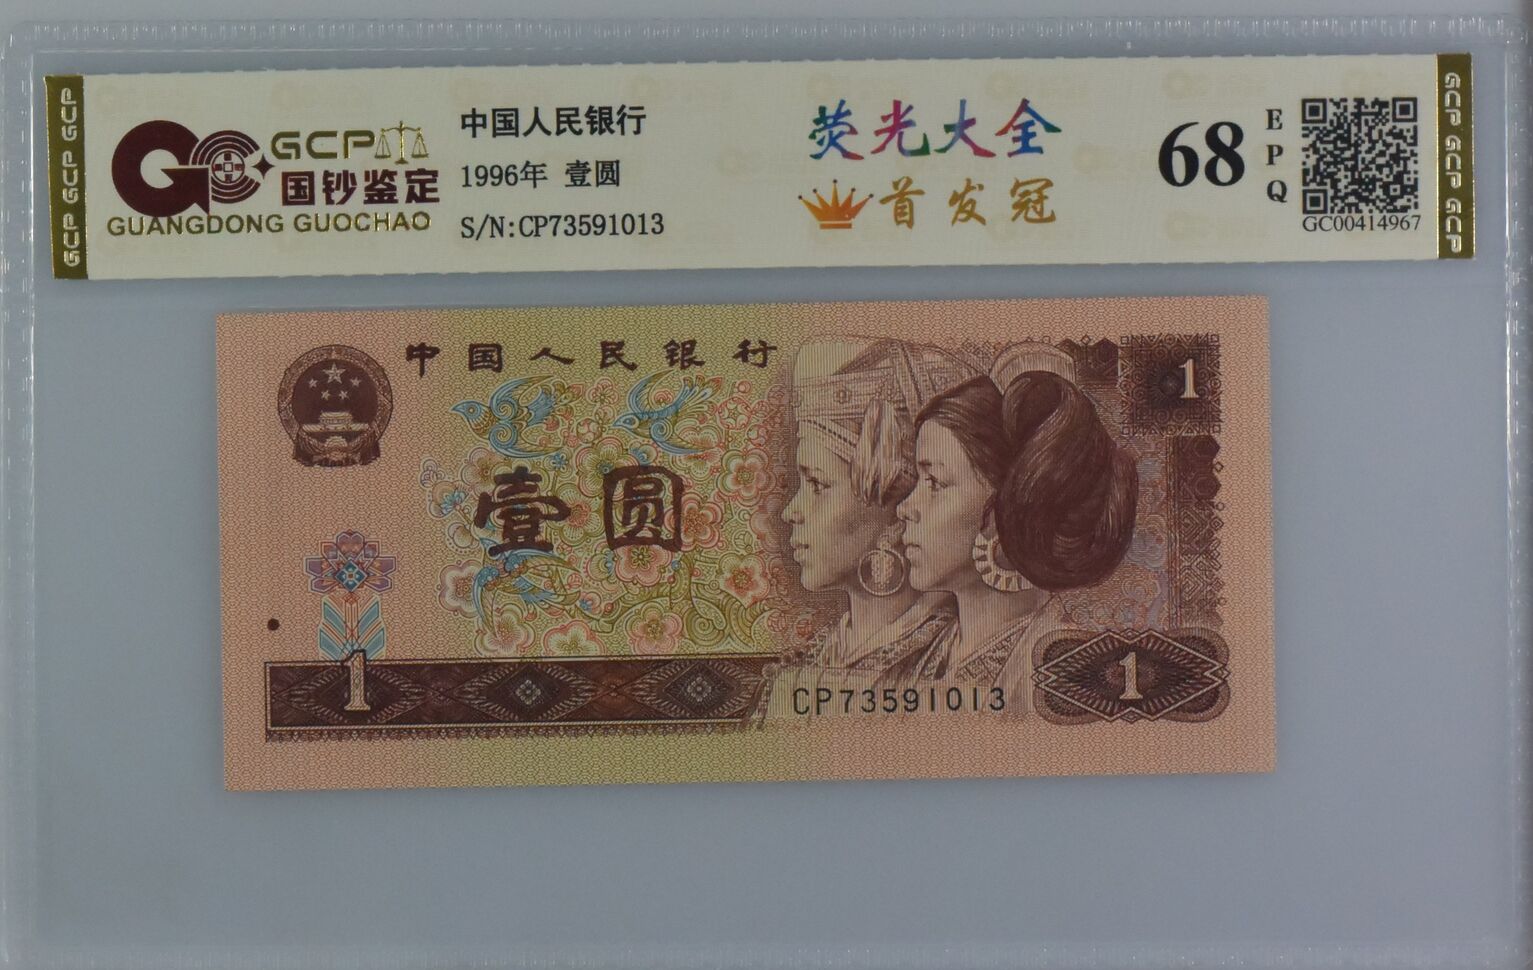 GCP GCP GCP
GCP
国钞鉴定
GUANGDONG GUOCHAO
中国人民银行
1996年 壹圆
S/N:CP73591013
荧光大全
首发冠
68
EPQ
GC00414967
GCP GCP GCP
中国人民银行
1
壹圆
1
CP73591013
1